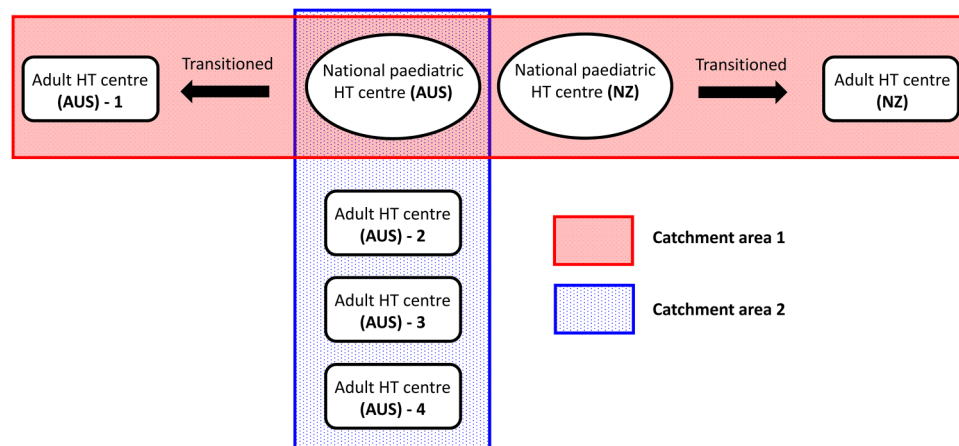 Adult HT centre
(AUS) - 1
Transitioned
National paediatric
HT centre (AUS)
National paediatric
HT centre (NZ)
Transitioned
Adult HT centre
(NZ)
Adult HT centre
(AUS) - 2
Adult HT centre
(AUS) - 3
Adult HT centre
(AUS) - 4
Catchment area 1
Catchment area 2